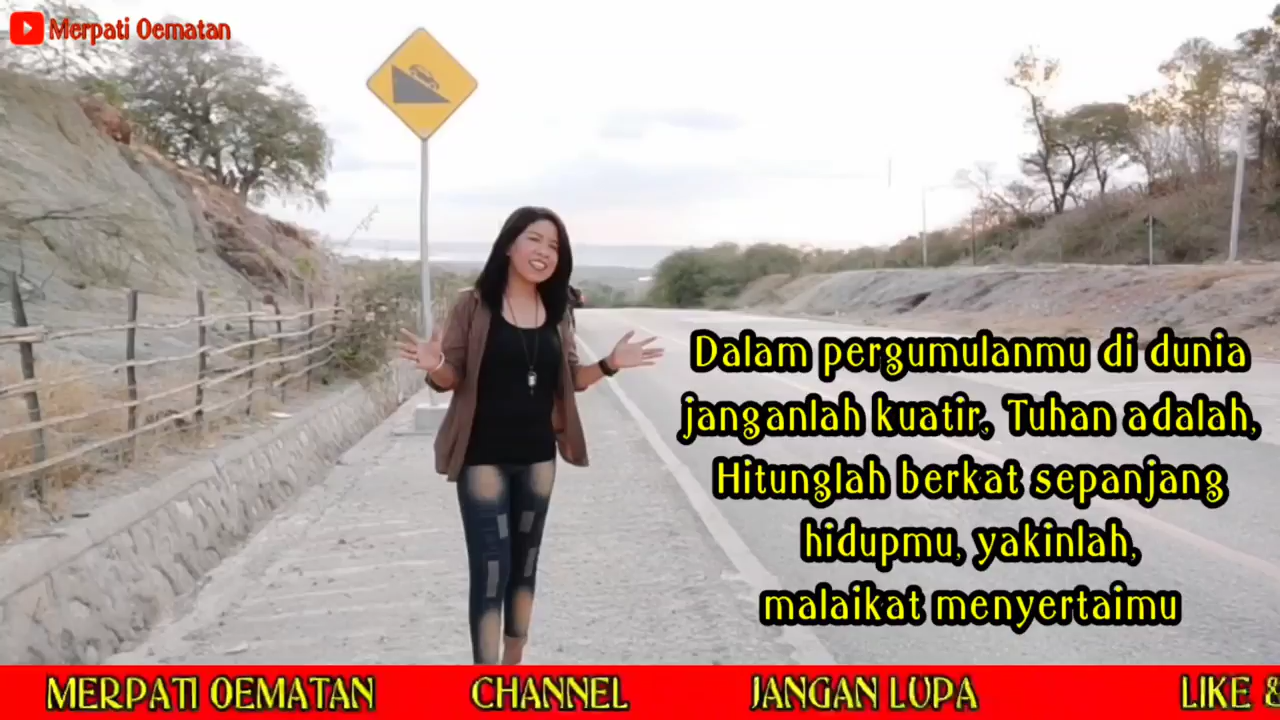 Merpati Oematan
Dalam pergumulanmu di dunia
janganlah kuatir, Tuhan adalah,
Hitunglah berkat sepanjang
hidupmu, yakinlah,
malaikat menyertaimu
MERPATI OEMATAN CHANNEL JANGAN LUPA LIKE &